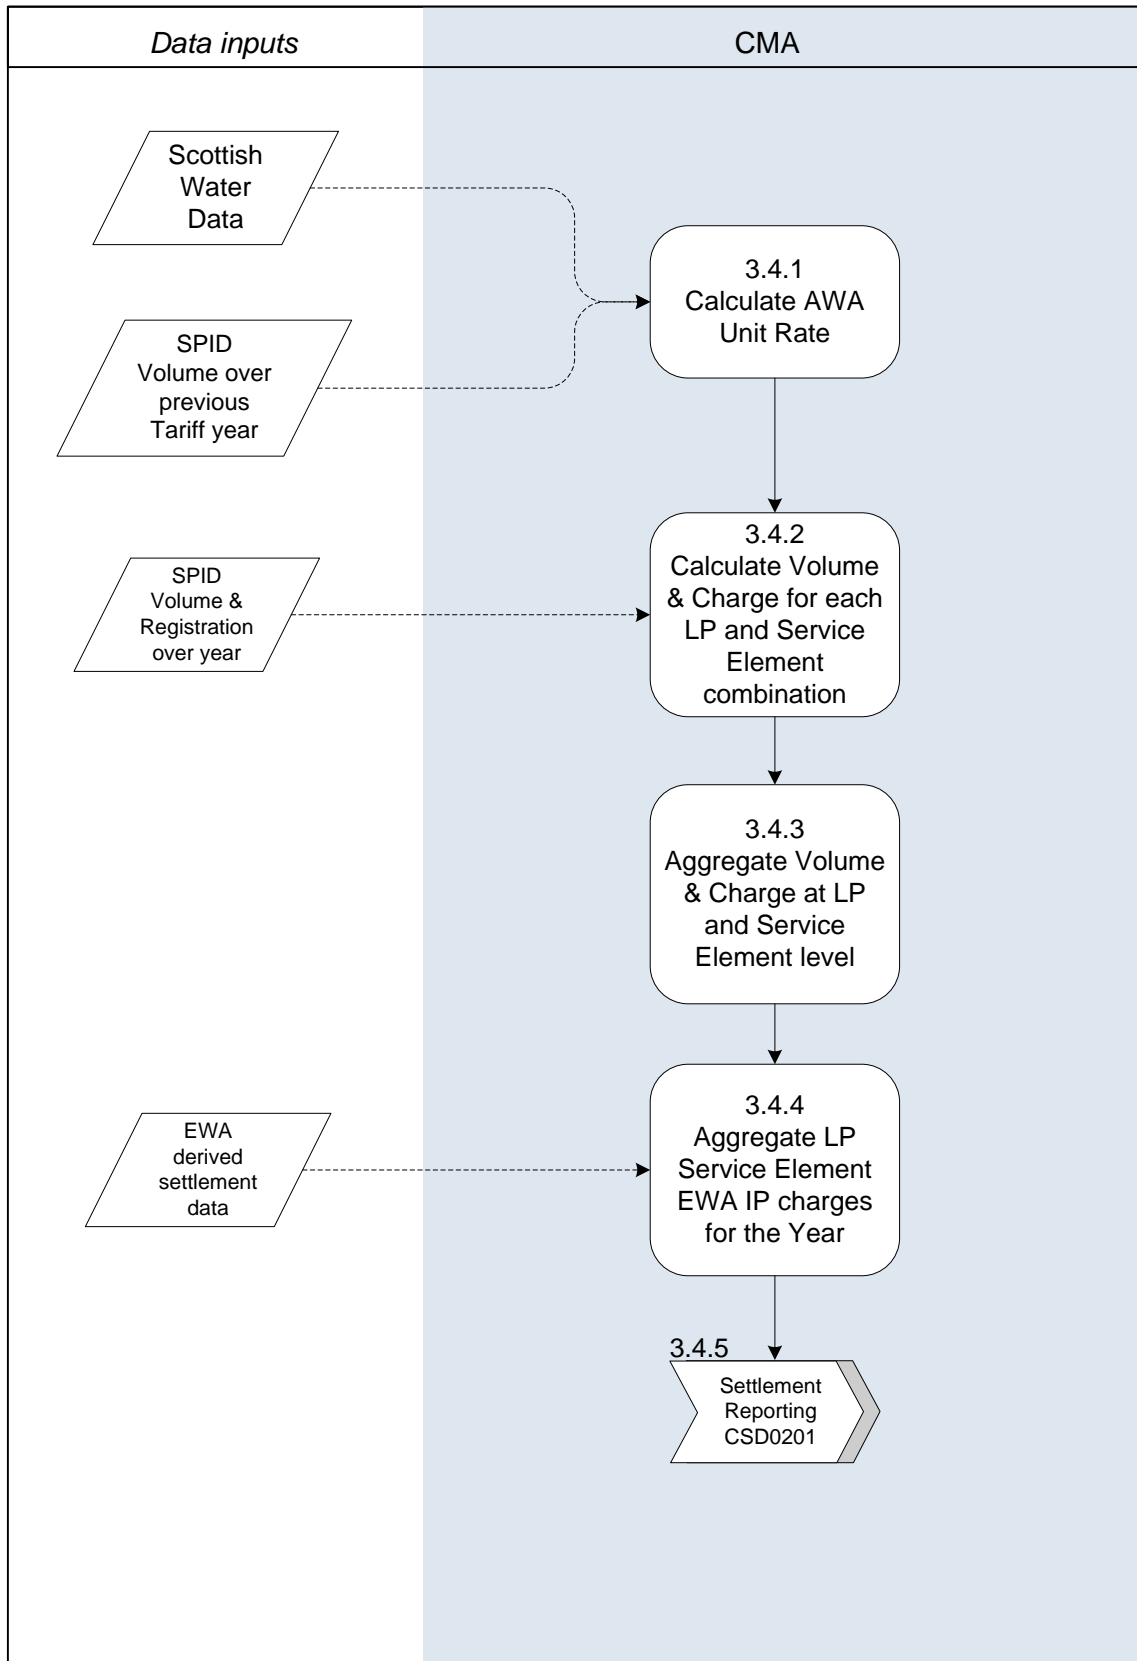 Data inputs
CMA
Scottish
Water
Data
3.4.1
Calculate AWA
Unit Rate
SPID
Volume over
previous
Tariff year
3.4.2
Calculate Volume
& Charge for each
LP and Service
Element
combination
SPID
Volume &
Registration
over year
3.4.3
Aggregate Volume
& Charge at LP
and Service
Element level
3.4.4
Aggregate LP
Service Element
EWA IP charges
for the Year
EWA
derived
settlement
data
3.4.5
Settlement
Reporting
CSD0201